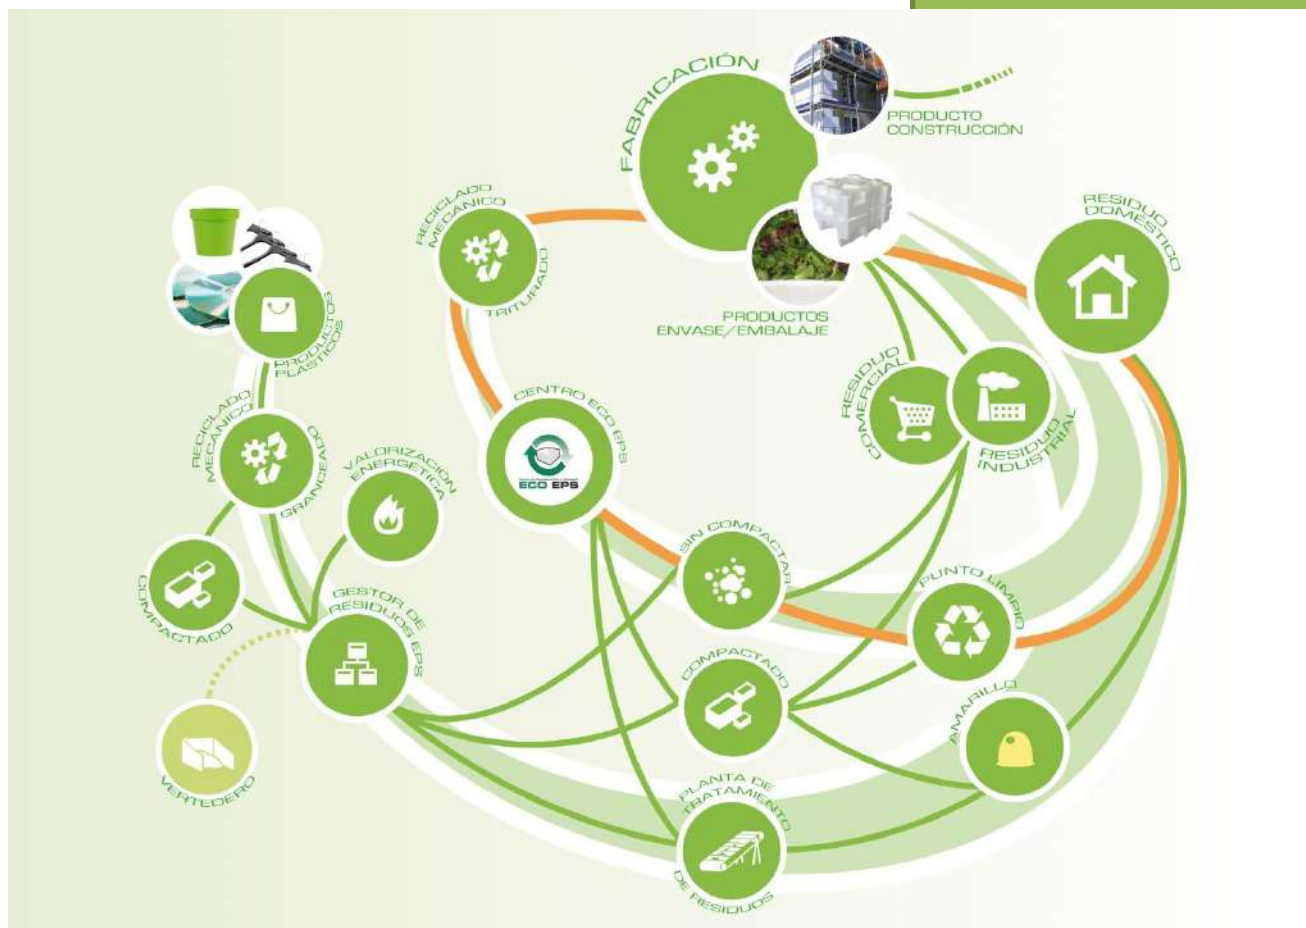 FABRICACIÓN
PRODUCTO
CONSTRUCCIÓN
RESIDUO
DOMÉSTICO
RECICLADO
MECÁNICO
TRITURADO
PRODUCTOS
ENVASE/EMBALAJE
PRODUCTOS
PLÁSTICOS
RESIDUO
COMERCIAL
RESIDUO
INDUSTRIAL
CENTRO ECO EPS
ECO EPS
RECICLADO
MECÁNICO
GRANCEADO
VALORIZACIÓN
ENERGÉTICA
SIN COMPACTAR
PUNTO LIMPIO
COMPACTADO
GESTOR DE
RESIDUOS EPS
COMPACTADO
AMARILLO
VERTEDERO
PLANTA DE
TRATAMIENTO
DE RESIDUOS